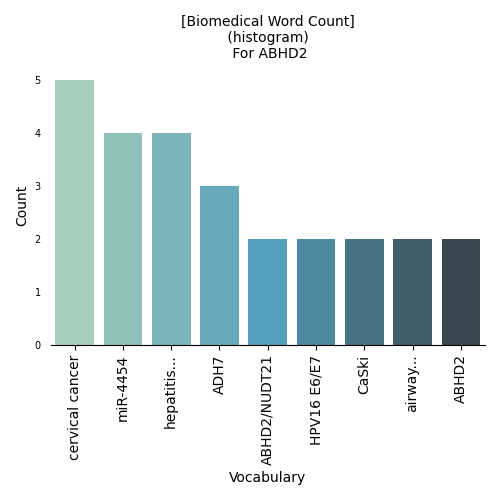 [Biomedical Word Count]
(histogram)
For ABHD2
5
4
3
2
1
0
Count
cervical cancer
miR-4454
hepatitis...
ADH7
ABHD2/NUDT21
HPV16 E6/E7
CaSki
airway...
ABHD2
Vocabulary